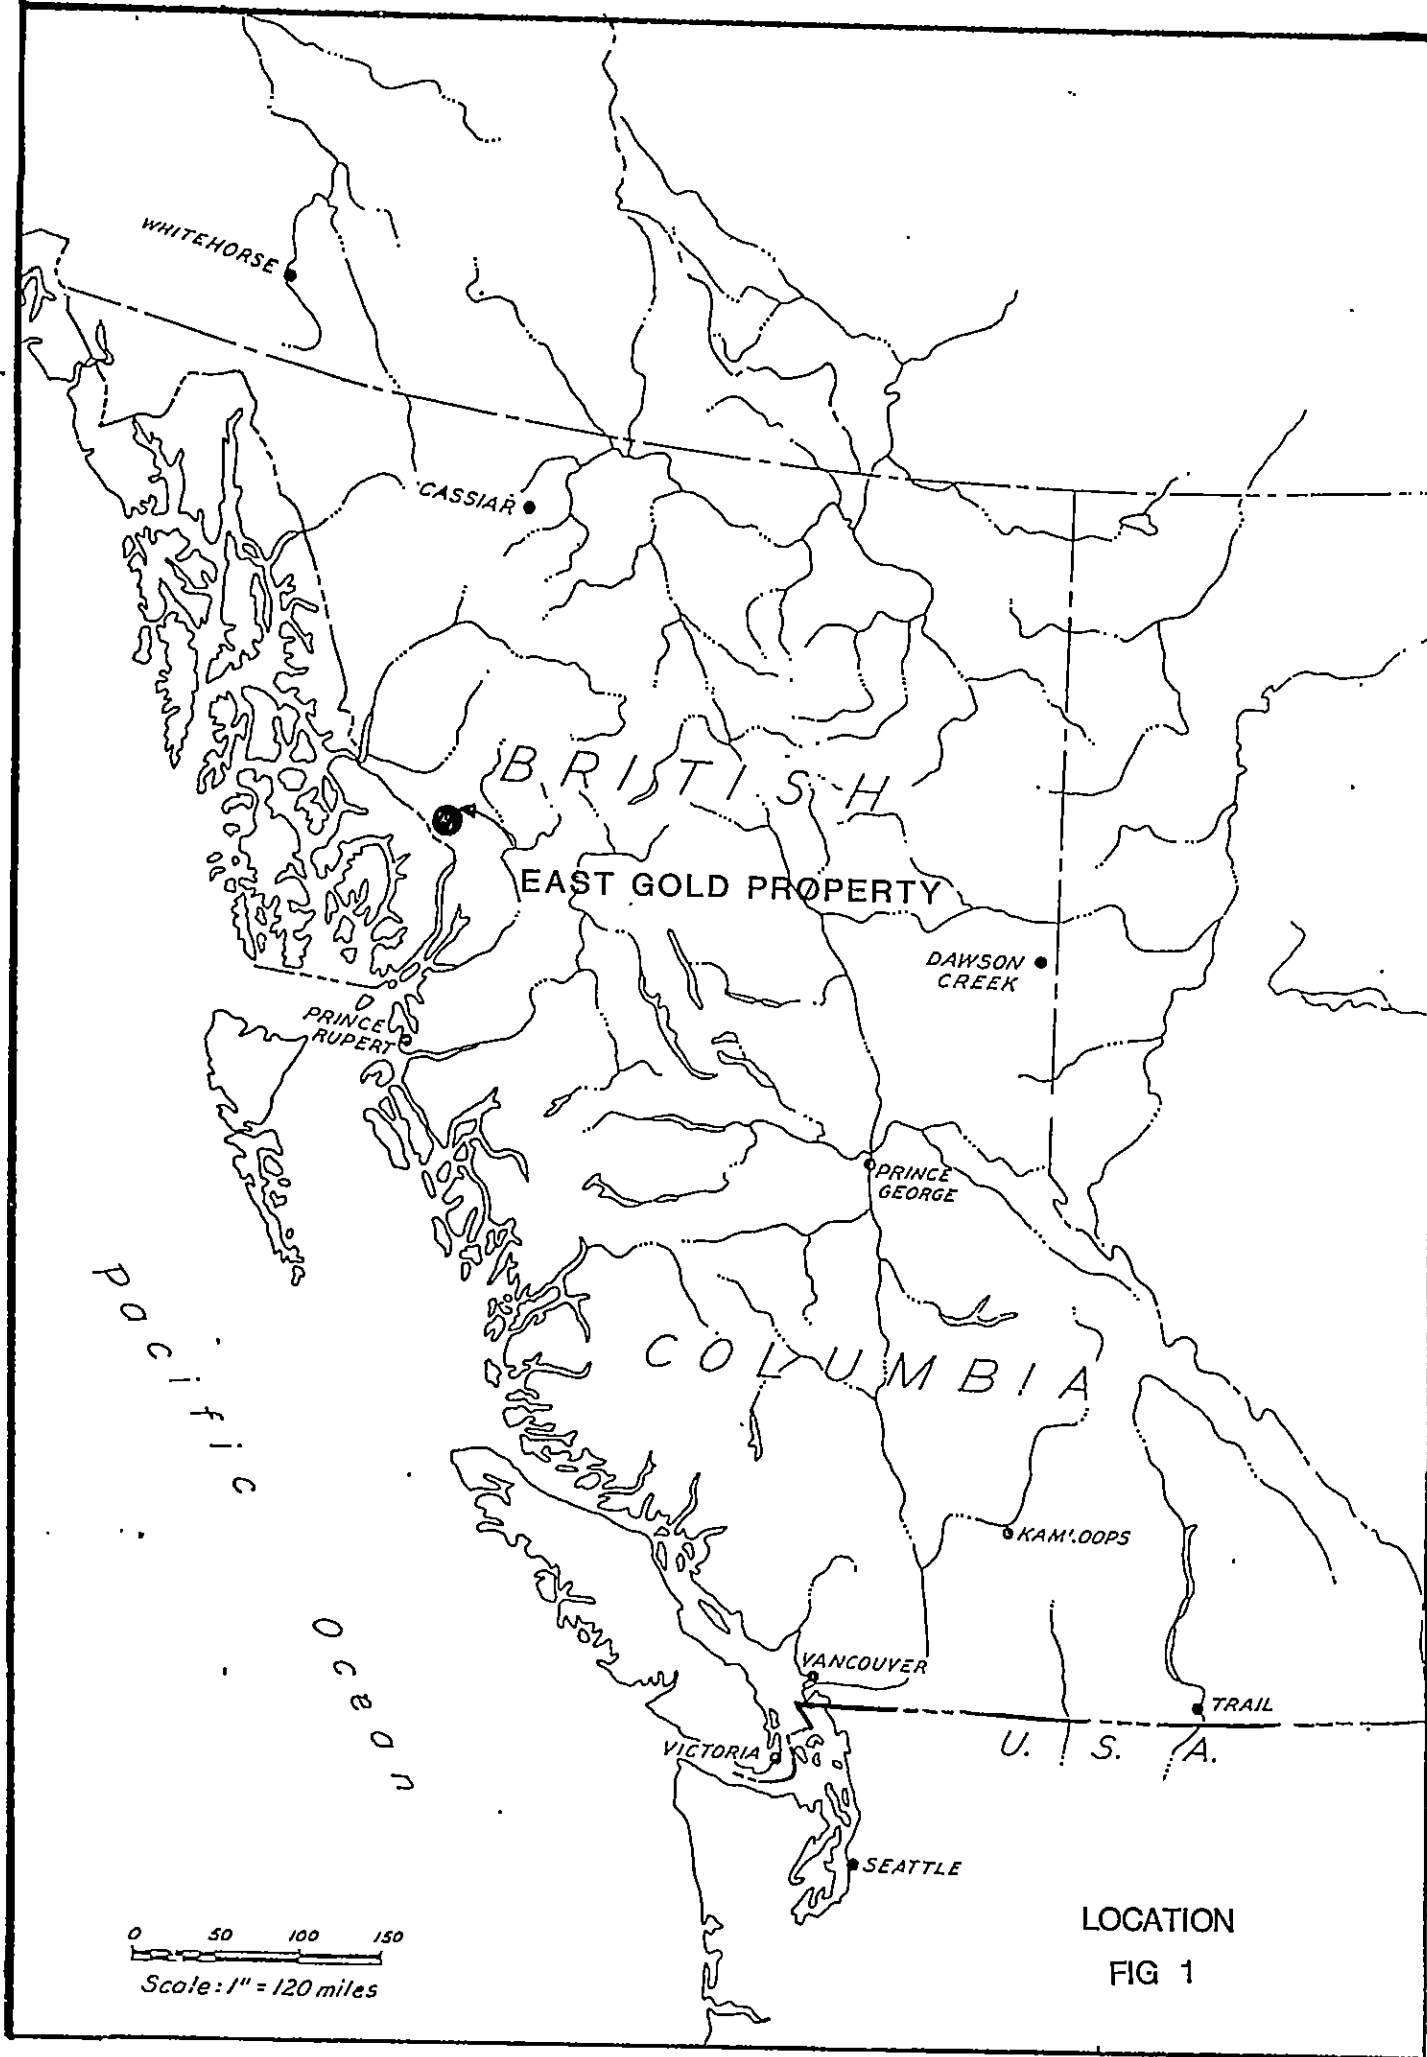 WHITEHORSE
CASSIAR
BRITISH
EAST GOLD PROPERTY
DAWSON
CREEK
PRINCE
RUPERT
PRINCE
GEORGE
Pacific
COLUMBIA
KAMLOOPS
Ocean
VANCOUVER
TRAIL
VICTORIA
U. S. A.
SEATTLE
LOCATION
FIG 1
0 50 100 150
Scale: 1" = 120 miles